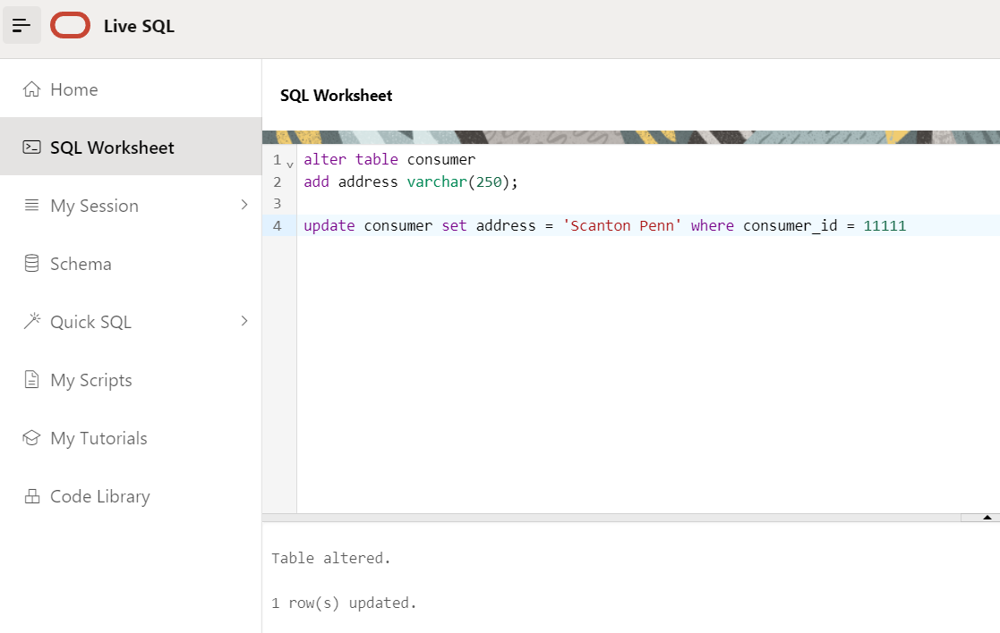 Live SQL
Home
SQL Worksheet
My Session
Schema
Quick SQL
My Scripts
My Tutorials
Code Library
SQL Worksheet
1 alter table consumer
2 add address varchar(250);
3
4 update consumer set address = 'Scanton Penn' where consumer_id = 11111
Table altered.
1 row(s) updated.